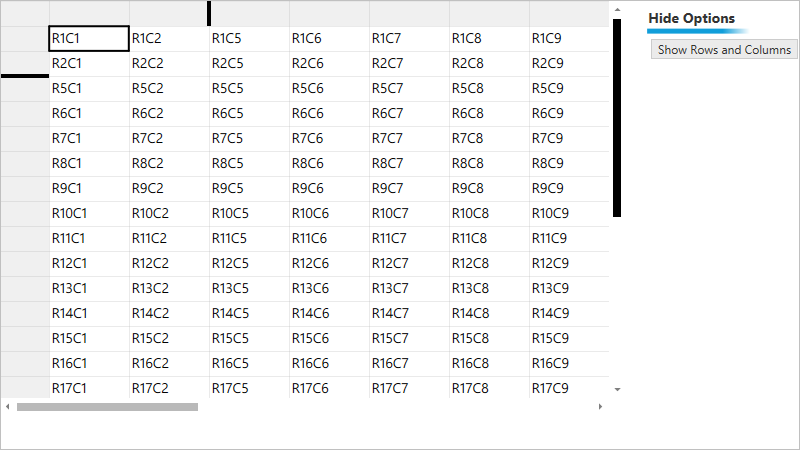 Hide Options
Show Rows and Columns
R1C1 R1C2 R1C5 R1C6 R1C7 R1C8 R1C9
R2C1 R2C2 R2C5 R2C6 R2C7 R2C8 R2C9
R5C1 R5C2 R5C5 R5C6 R5C7 R5C8 R5C9
R6C1 R6C2 R6C5 R6C6 R6C7 R6C8 R6C9
R7C1 R7C2 R7C5 R7C6 R7C7 R7C8 R7C9
R8C1 R8C2 R8C5 R8C6 R8C7 R8C8 R8C9
R9C1 R9C2 R9C5 R9C6 R9C7 R9C8 R9C9
R10C1 R10C2 R10C5 R10C6 R10C7 R10C8 R10C9
R11C1 R11C2 R11C5 R11C6 R11C7 R11C8 R11C9
R12C1 R12C2 R12C5 R12C6 R12C7 R12C8 R12C9
R13C1 R13C2 R13C5 R13C6 R13C7 R13C8 R13C9
R14C1 R14C2 R14C5 R14C6 R14C7 R14C8 R14C9
R15C1 R15C2 R15C5 R15C6 R15C7 R15C8 R15C9
R16C1 R16C2 R16C5 R16C6 R16C7 R16C8 R16C9
R17C1 R17C2 R17C5 R17C6 R17C7 R17C8 R17C9